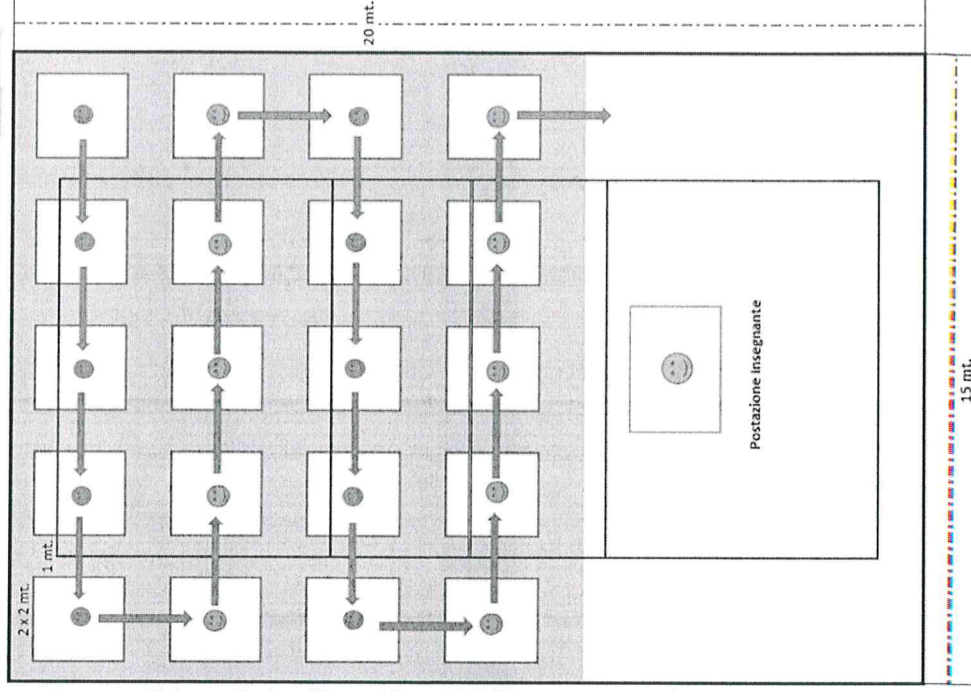 20 mt.
2 x 2 mt.
1 mt.
Postazione insegnante
15 mt.